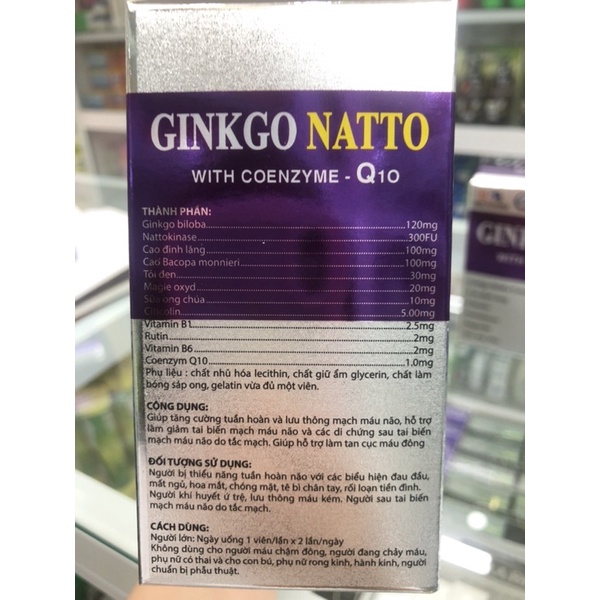 GINKGO NATTO
WITH COENZYME - Q10
THÀNH PHẦN:
Ginkgo biloba 120mg
Nattokinase 300FU
Cao đinh lăng 100mg
Cao Bacopa monnieri 100mg
Tỏi đen 30mg
Magie oxyd 20mg
Sữa ong chúa 10mg
Citicolin 5.00mg
Vitamin B1 2.5mg
Rutin 2mg
Vitamin B6 2mg
Coenzym Q10 1.0mg
Phụ liệu : chất nhũ hóa lecithin, chất giữ ẩm glycerin, chất làm
bóng sáp ong, gelatin vừa đủ một viên.
CÔNG DỤNG:
Giúp tăng cường tuần hoàn và lưu thông mạch máu não, hỗ trợ
làm giảm tai biến mạch máu não và các di chứng sau tai biến
mạch máu não do tắc mạch. Giúp hỗ trợ làm tan cục máu đông
ĐỐI TƯỢNG SỬ DỤNG:
Người bị thiểu năng tuần hoàn não với các biểu hiện đau đầu,
mất ngủ, hoa mắt, chóng mặt, tê bì chân tay, rối loạn tiền đình.
Người khí huyết ứ trệ, lưu thông máu kém. Người sau tai biến
mạch máu não do tắc mạch.
CÁCH DÙNG:
Người lớn: Ngày uống 1 viên/lần x 2 lần/ngày
Không dùng cho người máu chậm đông, người đang chảy máu,
phụ nữ có thai và cho con bú, phụ nữ rong kinh, hành kinh, người
chuẩn bị phẫu thuật.
GINK
WITH